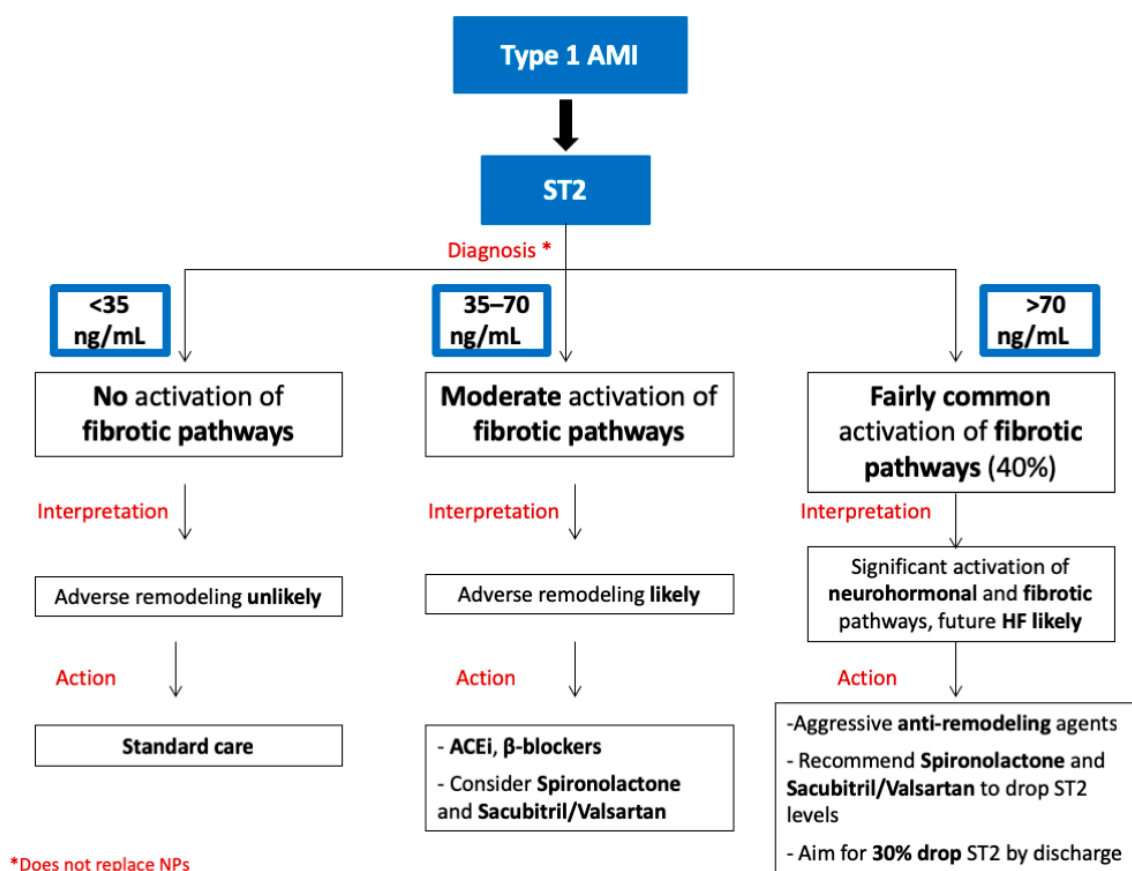 Type 1 AMI
ST2
Diagnosis *
<35
ng/mL
35–70
ng/mL
>70
ng/mL
No activation of
fibrotic pathways
Moderate activation of
fibrotic pathways
Fairly common
activation of fibrotic
pathways (40%)
Interpretation
Interpretation
Interpretation
Adverse remodeling unlikely
Adverse remodeling likely
Significant activation of
neurohormonal and fibrotic
pathways, future HF likely
Action
Action
Action
Standard care
- ACEi, β-blockers
- Consider Spironolactone
and Sacubitril/Valsartan
-Aggressive anti-remodeling agents
- Recommend Spironolactone and
Sacubitril/Valsartan to drop ST2
levels
- Aim for 30% drop ST2 by discharge
*Does not replace NPs